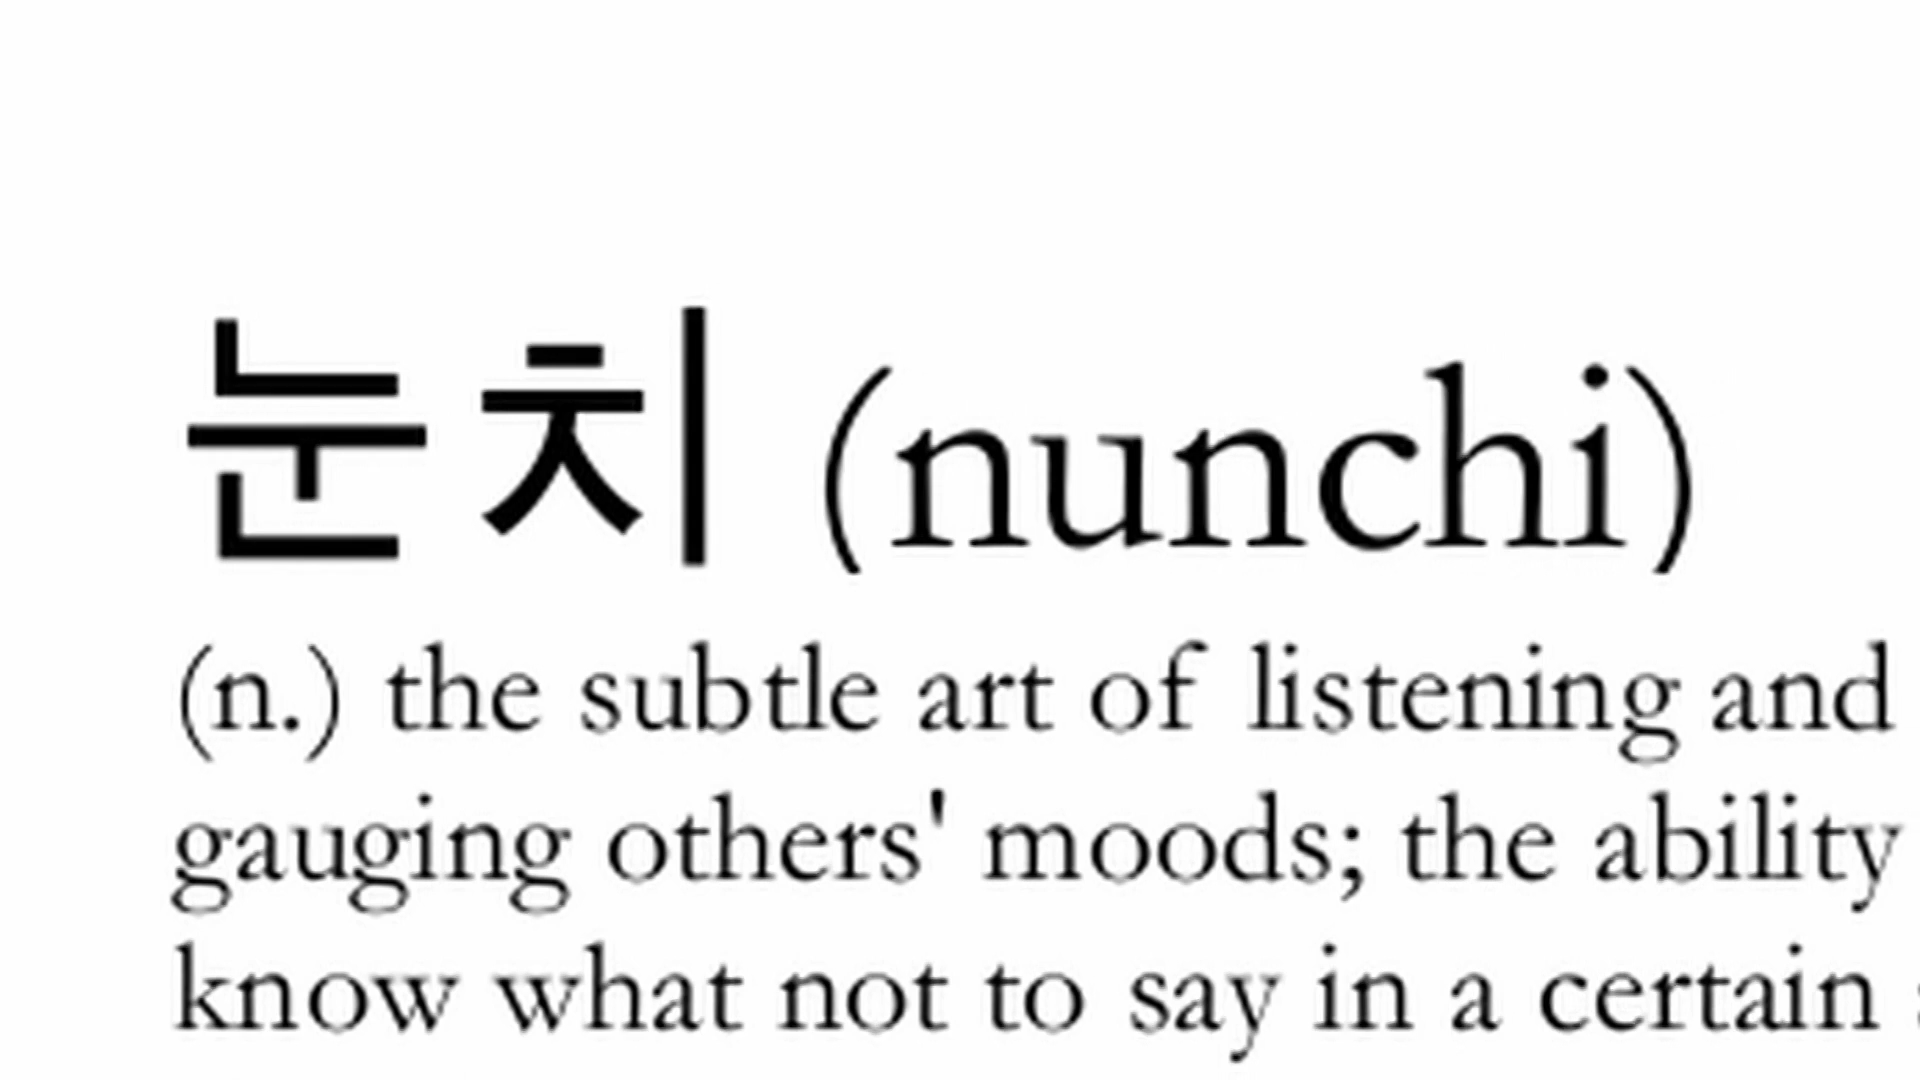 눈치 (nunchi)
(n.) the subtle art of listening and
gauging others' moods; the ability
know what not to say in a certain